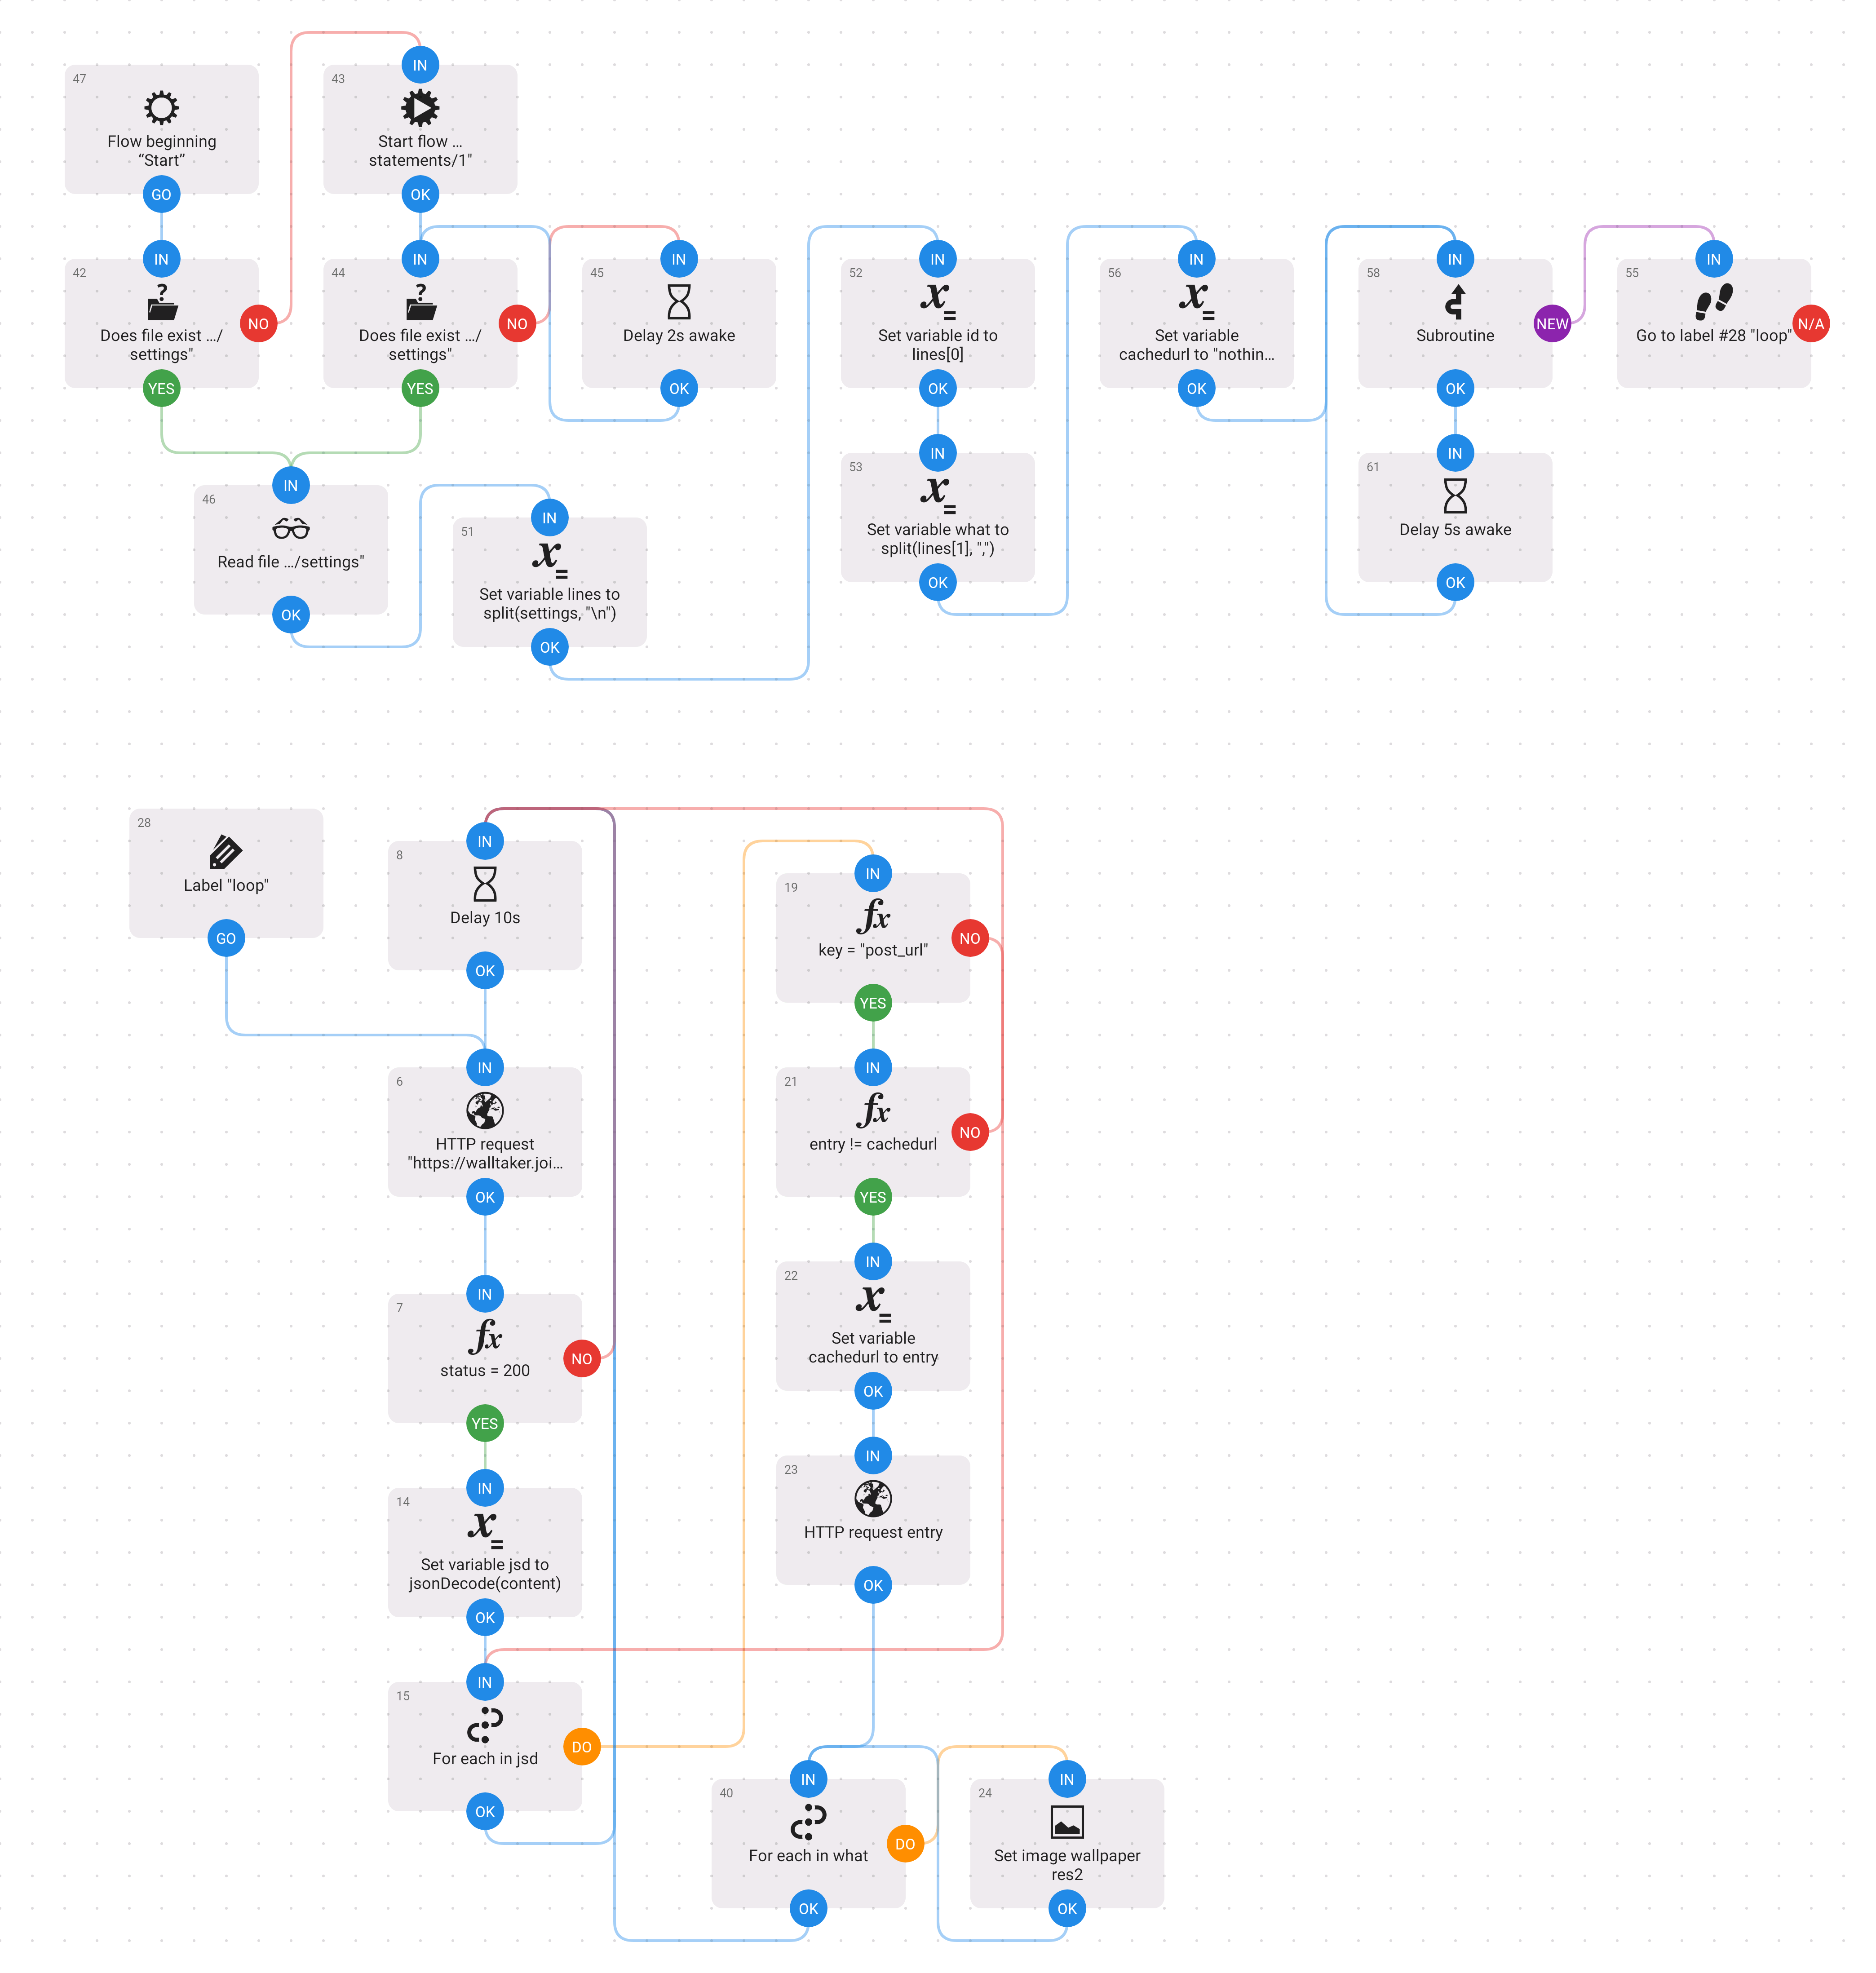 47
Flow beginning
“Start”
GO
IN
43
Start flow ...
statements/1"
OK
IN
42
Does file exist .../
settings"
NO
YES
IN
44
Does file exist .../
settings"
NO
YES
IN
45
Delay 2s awake
OK
IN
46
Read file .../settings"
OK
IN
51
Set variable lines to
split(settings, "\n")
OK
IN
52
Set variable id to
lines[0]
OK
IN
53
Set variable what to
split(lines[1], ",")
OK
IN
56
Set variable
cachedurl to "nothin...
OK
IN
58
Subroutine
NEW
OK
IN
61
Delay 5s awake
OK
IN
55
Go to label #28 "loop"
N/A
28
Label "loop"
GO
IN
8
Delay 10s
OK
IN
6
HTTP request
"https://walltaker.joi...
OK
IN
7
status = 200
NO
YES
IN
14
Set variable jsd to
jsonDecode(content)
OK
IN
15
For each in jsd
DO
OK
IN
19
key = "post_url"
NO
YES
IN
21
entry != cachedurl
NO
YES
IN
22
Set variable
cachedurl to entry
OK
IN
23
HTTP request entry
OK
IN
40
For each in what
DO
OK
IN
24
Set image wallpaper
res2
OK